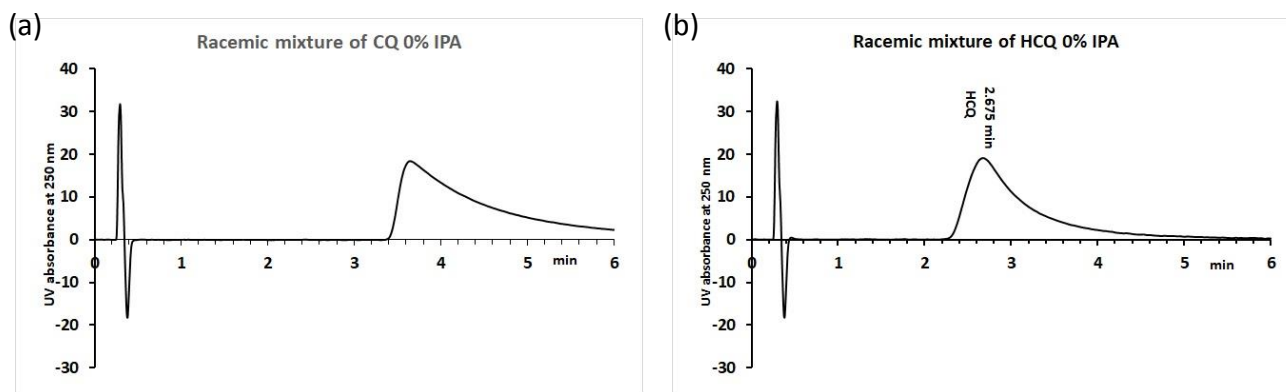 (a)
Racemic mixture of CQ 0% IPA
UV absorbance at 250 nm
40
30
20
10
0
-10
-20
-30
0 1 2 3 4 5 6
min
(b)
Racemic mixture of HCQ 0% IPA
UV absorbance at 250 nm
40
30
20
10
0
-10
-20
-30
2.675 min
HCQ
0 1 2 3 4 5 6
min